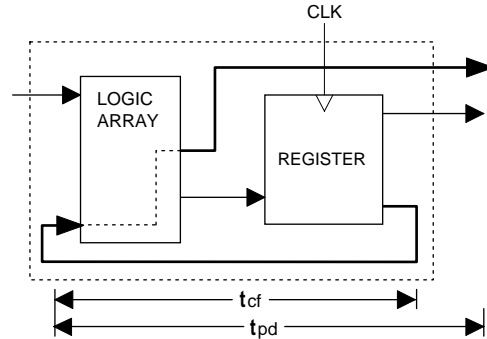 CLK
LOGIC
ARRAY
REGISTER
tcf
tpd